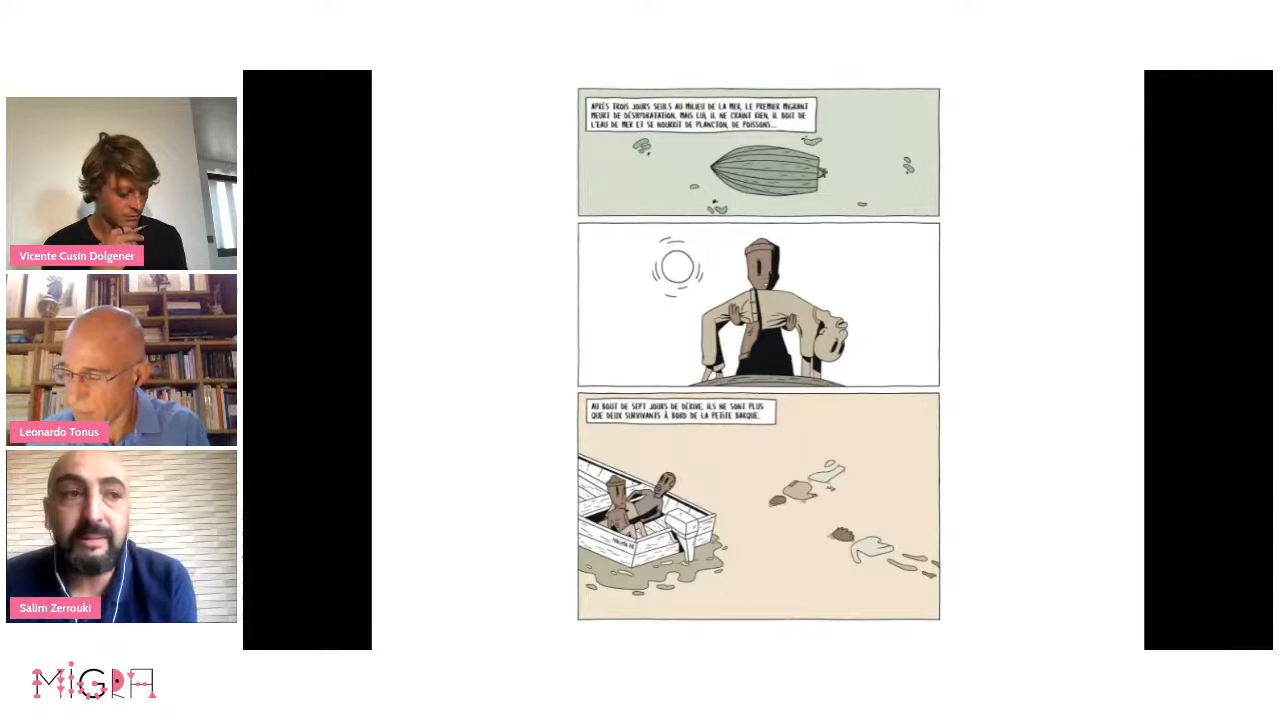 APRÈS TROIS JOURS SEULS AU MILIEU DE LA MER, LE PREMIER MIGRANT
MEURT DE DÉSHYDRATATION. MAIS LUI, IL NE CRAINT RIEN, IL BOIT DE
L'EAU DE MER ET SE NOURRIT DE PLANCTON, DE POISSONS...
AU BOUT DE SEPT JOURS DE DÉRIVE, ILS NE SONT PLUS
QUE DEUX SURVIVANTS À BORD DE LA PETITE BARQUE.
Vicente Cusin Dolgener
Leonardo Tonus
Salim Zerrouki
MIGRA